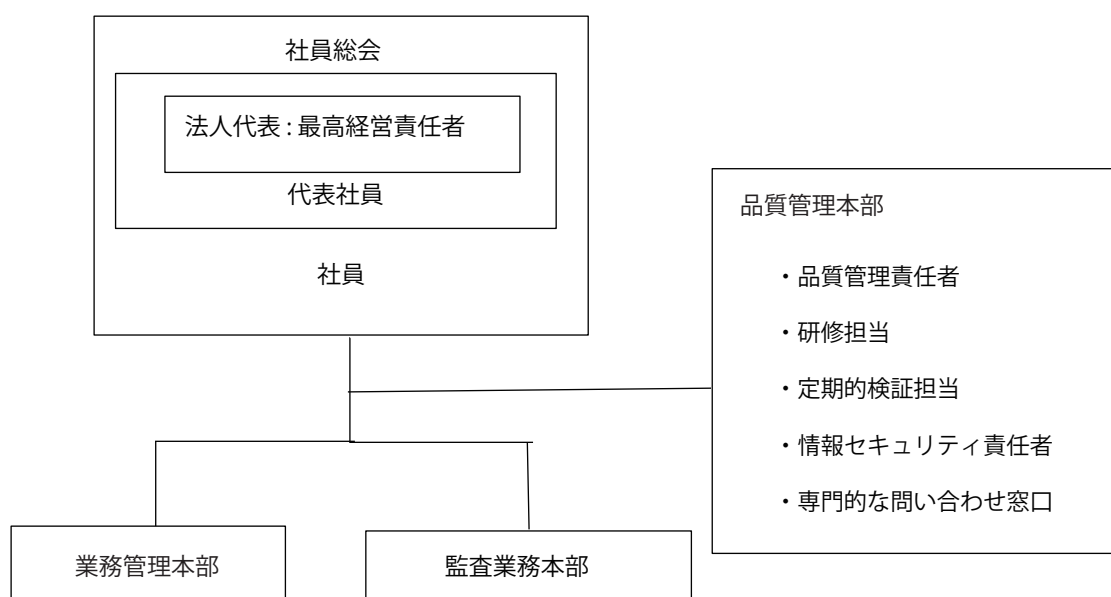 社員総会
法人代表:最高経営責任者
代表社員
社員
品質管理本部
・品質管理責任者
・研修担当
・定期的検証担当
・情報セキュリティ責任者
・専門的な問い合わせ窓口
業務管理本部
監査業務本部